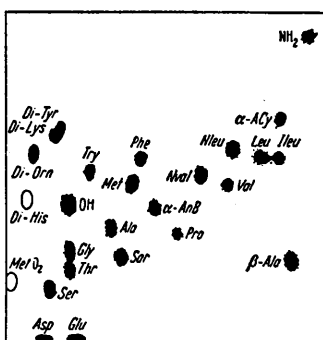 NH₂
Di-Tyr
α-ACy
Di-Lys
Nleu
Leu
Ileu
Phe
Try
Di-Orn
Met
Nval
Val
Di-His
OH
α-AnB
Ala
Pro
Gly
Sar
β-Ala
Met O₂
Thr
Ser
Asp
Glu